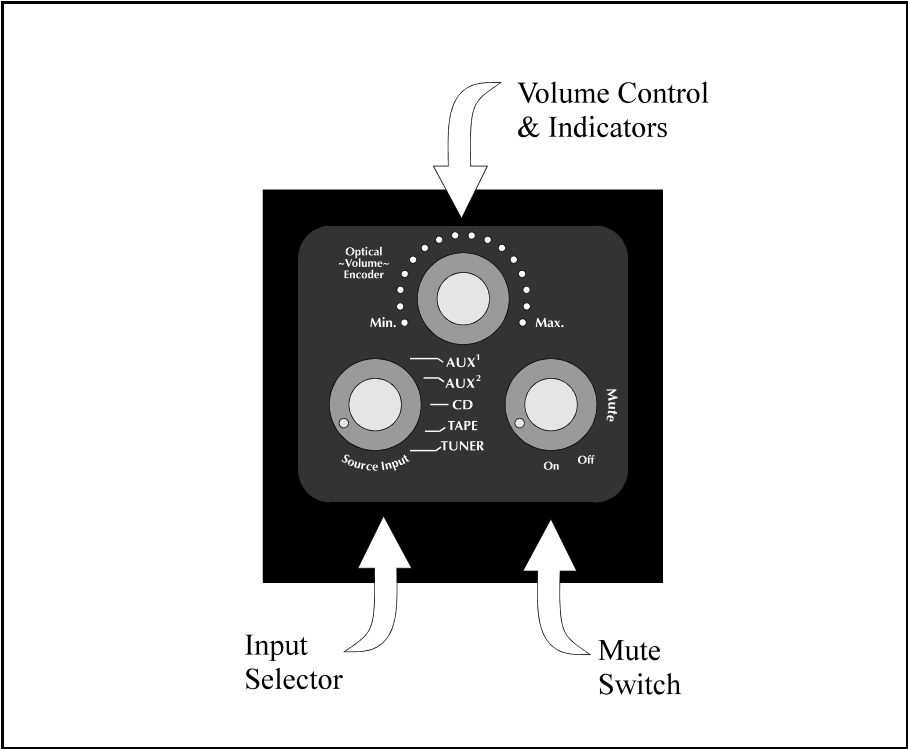 Volume Control
& Indicators
Optical
~Volume~
Encoder
Min.
Max.
AUX¹
AUX²
CD
TAPE
TUNER
Source Input
Mute
On
Off
Input
Selector
Mute
Switch